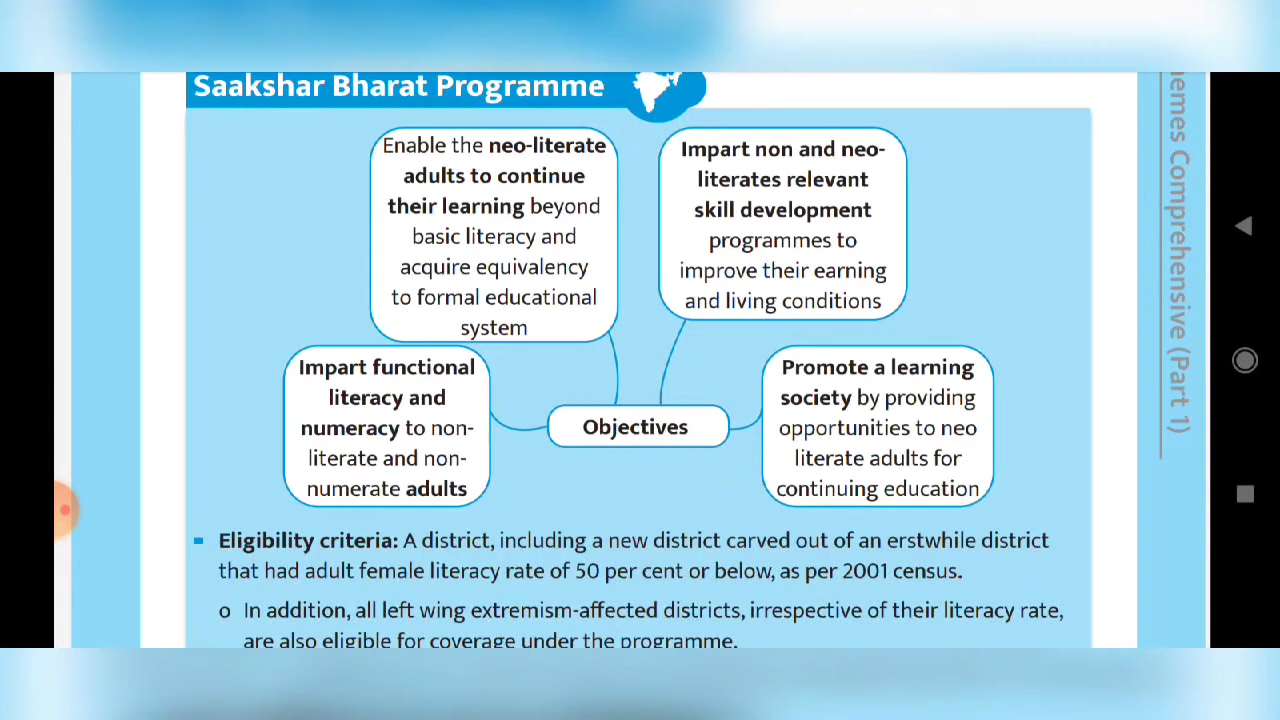 Saakshar Bharat Programme
Enable the neo-literate
adults to continue
their learning beyond
basic literacy and
acquire equivalency
to formal educational
system
Impart non and neo-
literates relevant
skill development
programmes to
improve their earning
and living conditions
Impart functional
literacy and
numeracy to non-
literate and non-
numerate adults
Objectives
Promote a learning
society by providing
opportunities to neo
literate adults for
continuing education
Eligibility criteria: A district, including a new district carved out of an erstwhile district
that had adult female literacy rate of 50 per cent or below, as per 2001 census.
o In addition, all left wing extremism-affected districts, irrespective of their literacy rate,
are also eligible for coverage under the programme.
Comprehensive (Part 1)